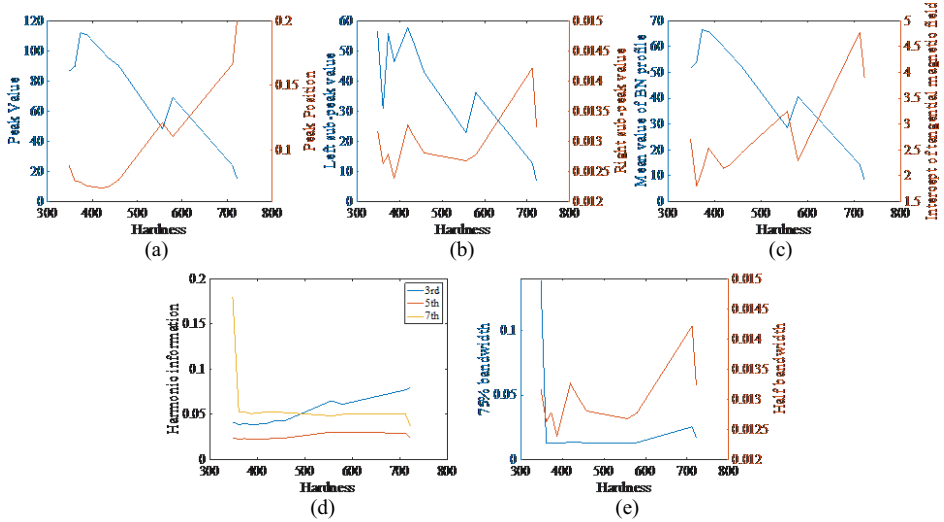 120
100
80
60
40
20
0
Peak Value
0.2
0.15
0.1
Peak Position
300 400 500 600 700 800
Hardness
(a)
60
50
40
30
20
10
0
Left sub-peak value
0.015
0.0145
0.014
0.0135
0.013
0.0125
0.012
Right sub-peak value
300 400 500 600 700 800
Hardness
(b)
70
60
50
40
30
20
10
0
Mean value of BN profile
5
4.5
4
3.5
3
2.5
2
1.5
Intercept of tangential magnetic field
300 400 500 600 700 800
Hardness
(c)
0.2
0.15
0.1
0.05
0
Harmonic information
3rd
5th
7th
300 400 500 600 700 800
Hardness
(d)
0.1
0.05
0
75% bandwidth
0.015
0.0145
0.014
0.0135
0.013
0.0125
0.012
Half bandwidth
300 400 500 600 700 800
Hardness
(e)